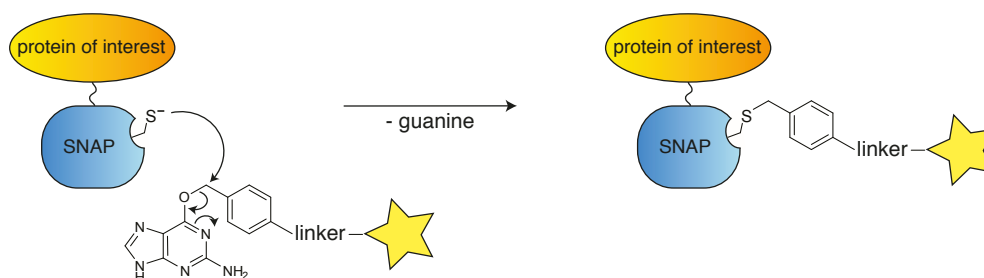 protein of interest
S⁻
SNAP
- guanine
O
N
N
N
H
N
NH₂
linker
protein of interest
S
SNAP
linker